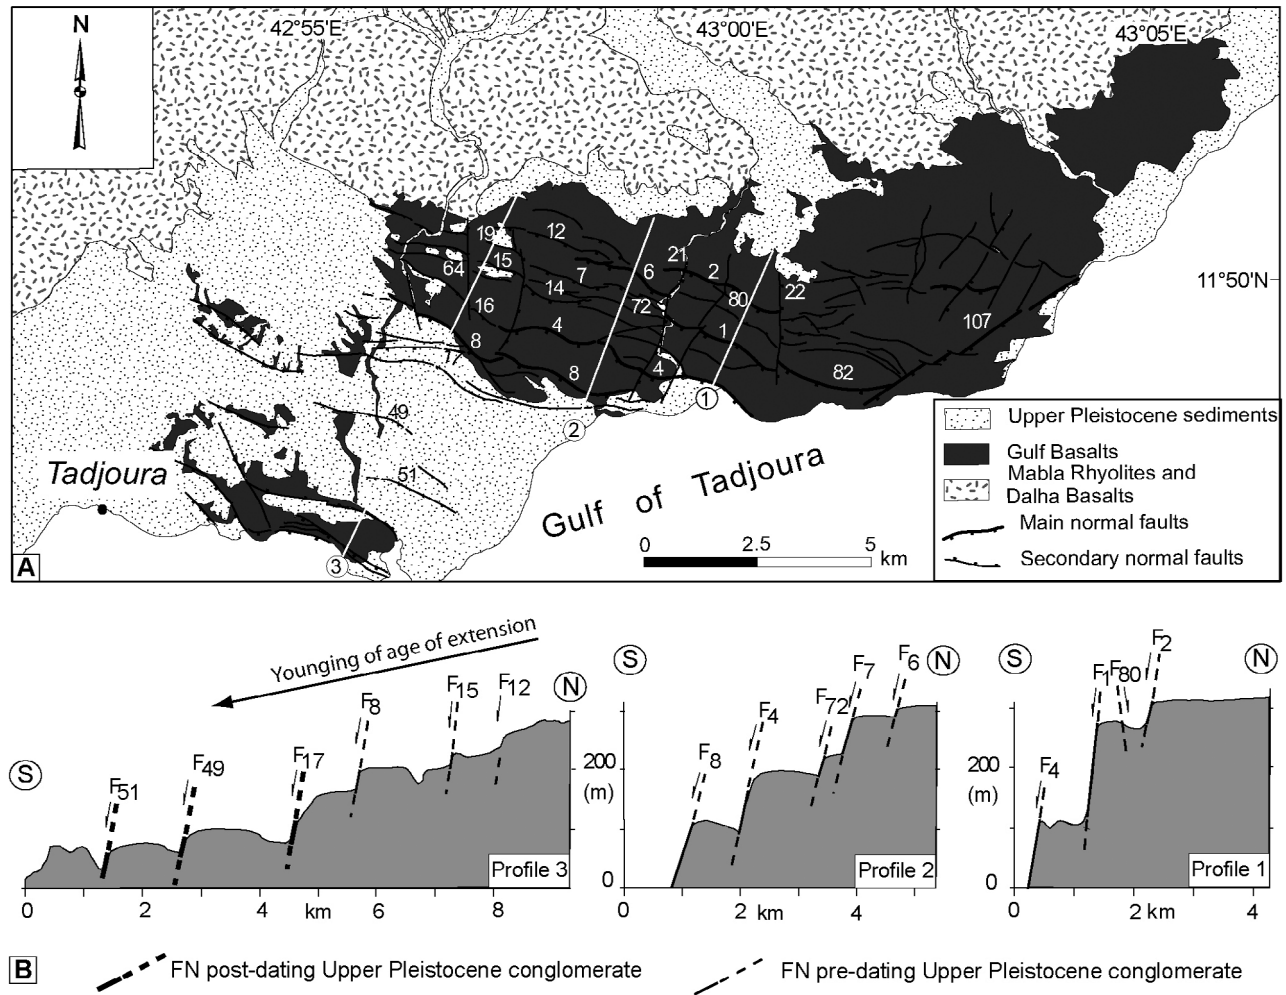 N
42°55'E
43°00'E
43°05'E
11°50'N
19
12
21
64
15
7
6
2
14
80
22
16
72
4
1
107
8
17
8
4
82
1
49
2
51
Tadjoura
Gulf of Tadjoura
3
0 2.5 5 km
A
Upper Pleistocene sediments
Gulf Basalts
Mabla Rhyolites and
Dalha Basalts
Main normal faults
Secondary normal faults
Younging of age of extension
S
N
F51
F49
F17
F8
F15
F12
200
(m)
0
Profile 3
0 2 4 6 8
km
S
N
F8
F4
F72
F7
F6
200
(m)
0
Profile 2
0 2 km 4
S
N
F4
F1
F80
F2
Profile 1
0 2 km 4
B
FN post-dating Upper Pleistocene conglomerate
FN pre-dating Upper Pleistocene conglomerate